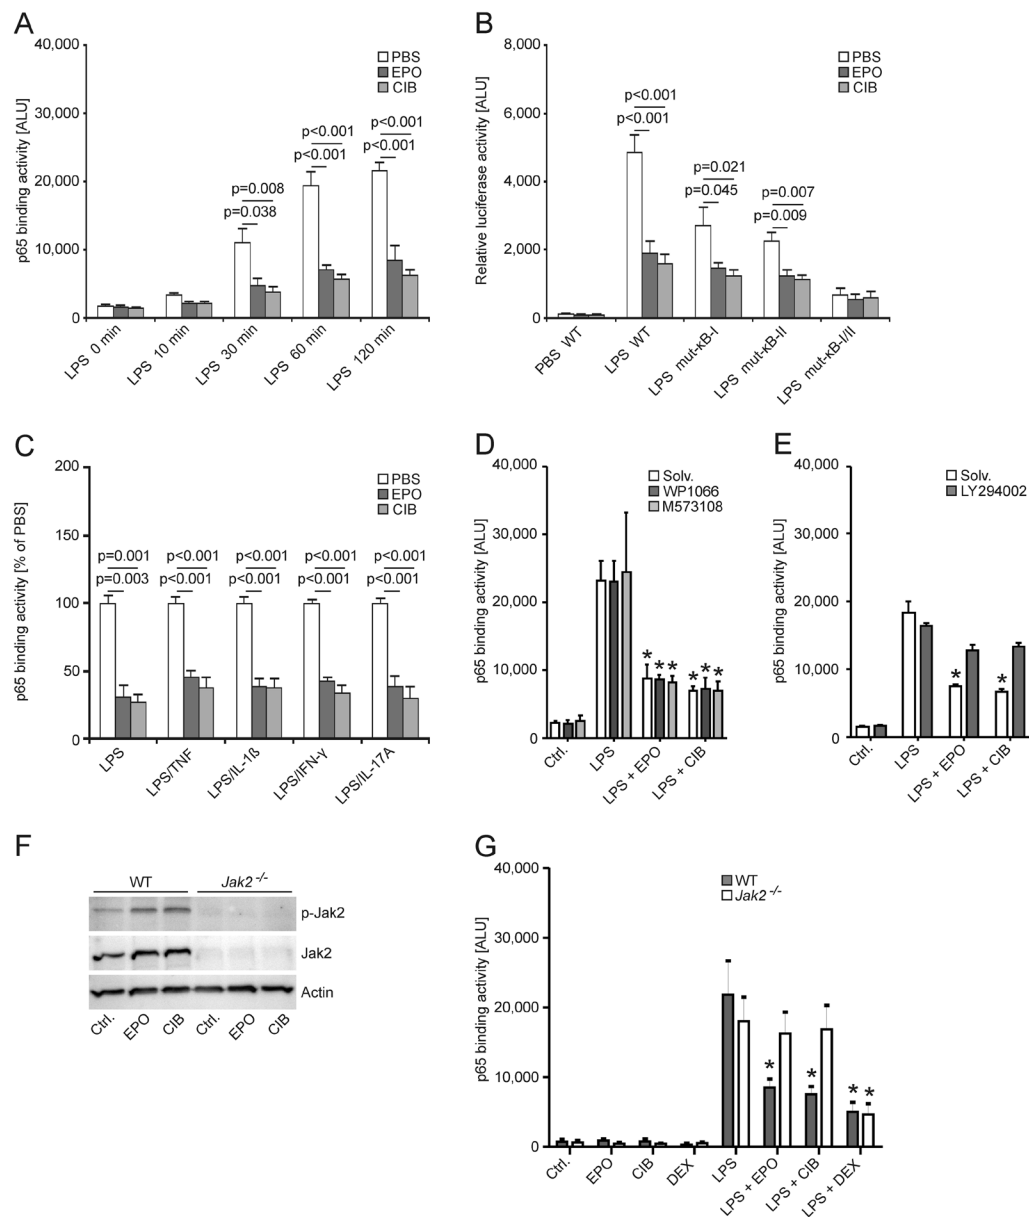 A
40,000
30,000
20,000
10,000
0
p65 binding activity [ALU]
PBS
EPO
CIB
p=0.008
p=0.038
p<0.001
p<0.001
p<0.001
p<0.001
LPS 0 min
LPS 10 min
LPS 30 min
LPS 60 min
LPS 120 min
B
8,000
6,000
4,000
2,000
0
Relative luciferase activity [ALU]
PBS
EPO
CIB
p<0.001
p<0.001
p=0.021
p=0.045
p=0.007
p=0.009
PBS WT
LPS WT
LPS mut-κB-I
LPS mut-κB-II
LPS mut-κB-I/II
C
200
150
100
50
0
p65 binding activity [% of PBS]
PBS
EPO
CIB
p=0.001 p<0.001 p<0.001 p<0.001 p<0.001
p=0.003 p<0.001 p<0.001 p<0.001 p<0.001
LPS
LPS/TNF
LPS/IL-1ß
LPS/IFN-γ
LPS/IL-17A
D
40,000
30,000
20,000
10,000
0
p65 binding activity [ALU]
Solv.
WP1066
M573108
* * *
* * *
Ctrl.
LPS
LPS + EPO
LPS + CIB
E
40,000
30,000
20,000
10,000
0
p65 binding activity [ALU]
Solv.
LY294002
*
*
Ctrl.
LPS
LPS + EPO
LPS + CIB
F
WT Jak2 -/-
p-Jak2
Jak2
Actin
Ctrl. EPO CIB Ctrl. EPO CIB
G
40,000
30,000
20,000
10,000
0
p65 binding activity [ALU]
WT
Jak2 -/-
*
*
* *
Ctrl.
EPO
CIB
DEX
LPS
LPS + EPO
LPS + CIB
LPS + DEX